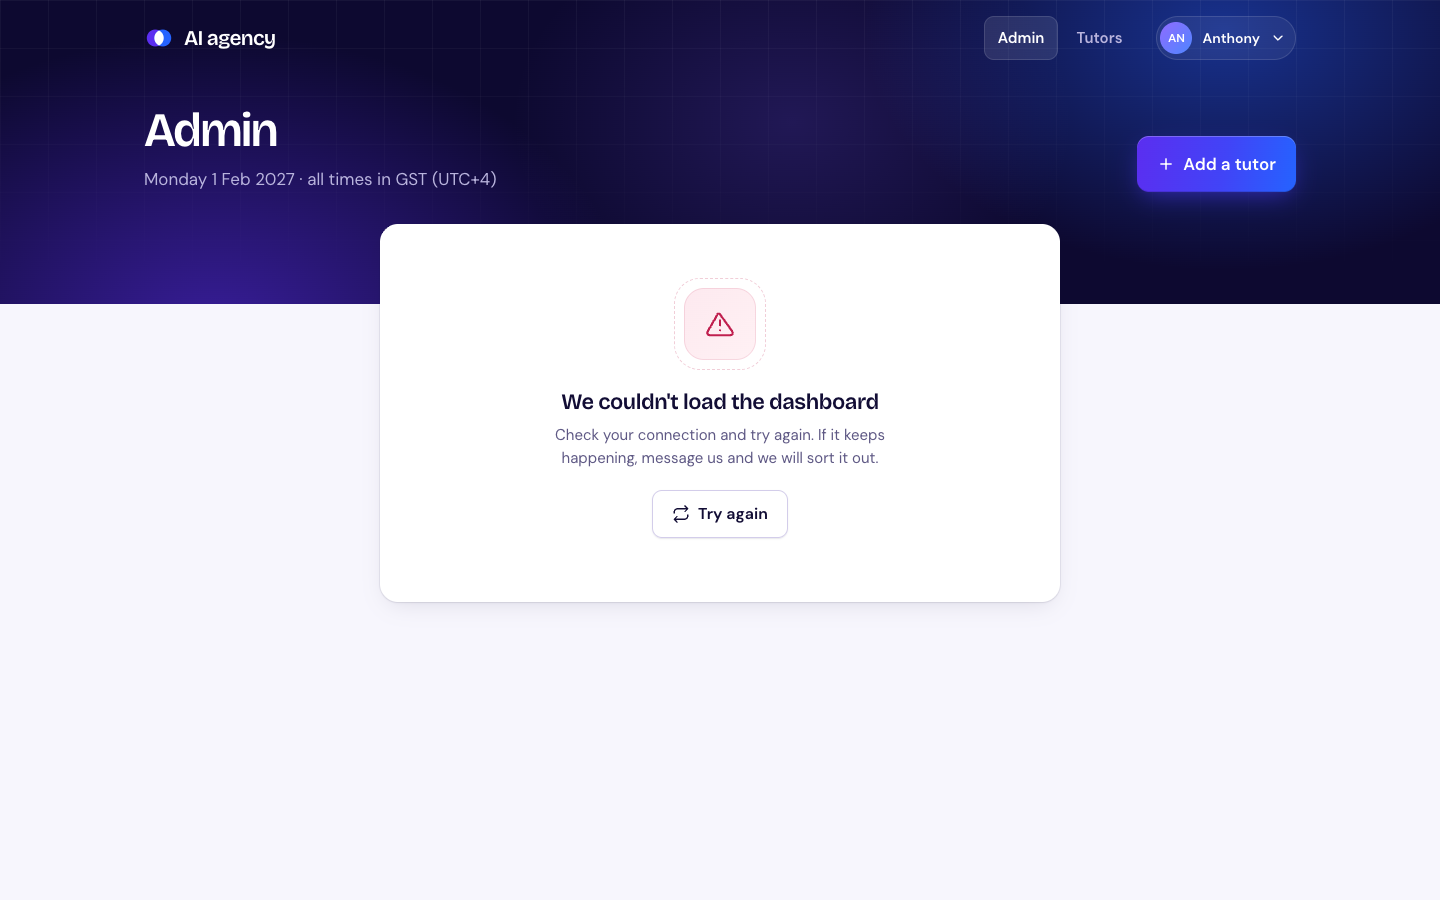 AI agency
Admin
Tutors
AN
Anthony
Admin
Monday 1 Feb 2027 · all times in GST (UTC+4)
Add a tutor
We couldn't load the dashboard
Check your connection and try again. If it keeps
happening, message us and we will sort it out.
Try again